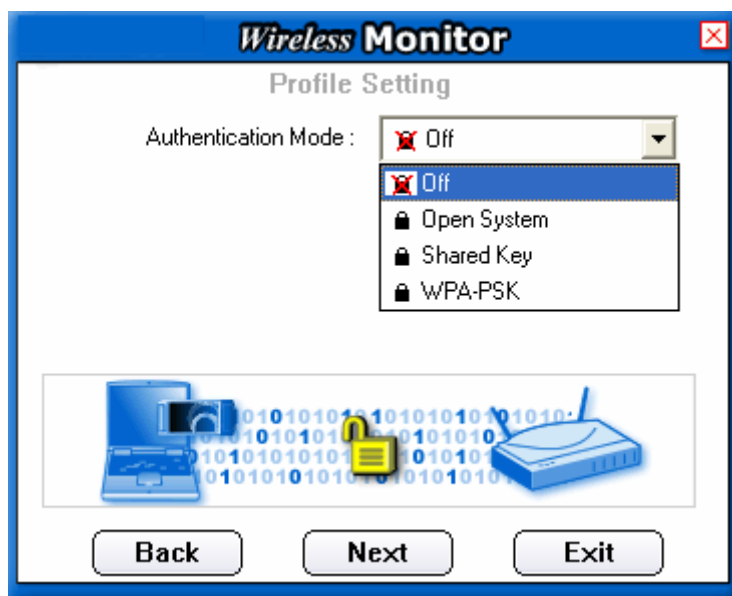 Wireless Monitor
Profile Setting
Authentication Mode : Off
Off
Open System
Shared Key
WPA-PSK
Back Next Exit